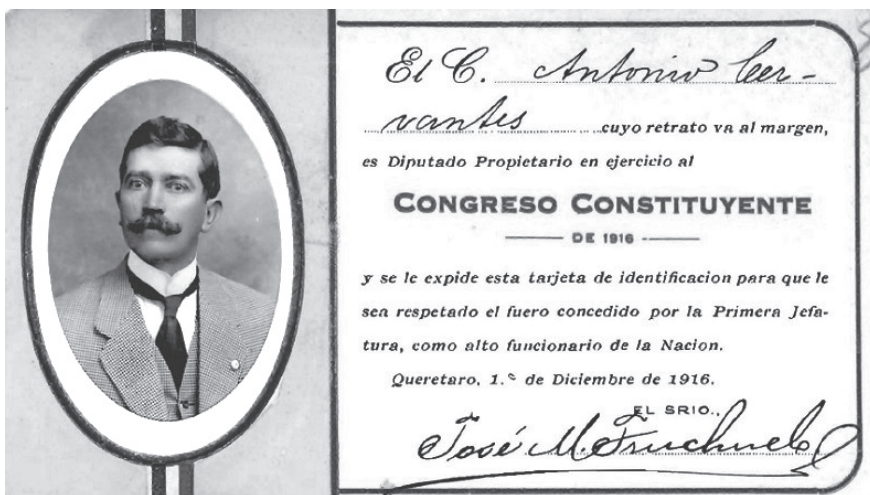 El C. Antonio Cer-
vantes cuyo retrato va al margen,
es Diputado Propietario en ejercicio al
CONGRESO CONSTITUYENTE
DE 1916
y se le expide esta tarjeta de identificacion para que le
sea respetado el fuero concedido por la Primera Jefa-
tura, como alto funcionario de la Nacion.
Queretaro, 1.º de Diciembre de 1916.
EL SRIO.,
José M. Truchuelo